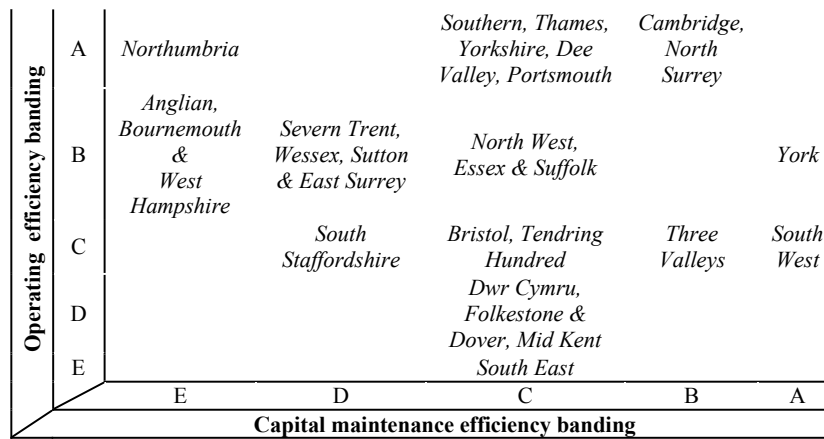 Operating efficiency banding
A
Northumbria
Southern, Thames,
Yorkshire, Dee
Valley, Portsmouth
Cambridge,
North
Surrey
B
Anglian,
Bournemouth
&
West
Hampshire
Severn Trent,
Wessex, Sutton
& East Surrey
North West,
Essex & Suffolk
York
C
South
Staffordshire
Bristol, Tendring
Hundred
Three
Valleys
South
West
D
Dwr Cymru,
Folkestone &
Dover, Mid Kent
E
South East
E D C B A
Capital maintenance efficiency banding